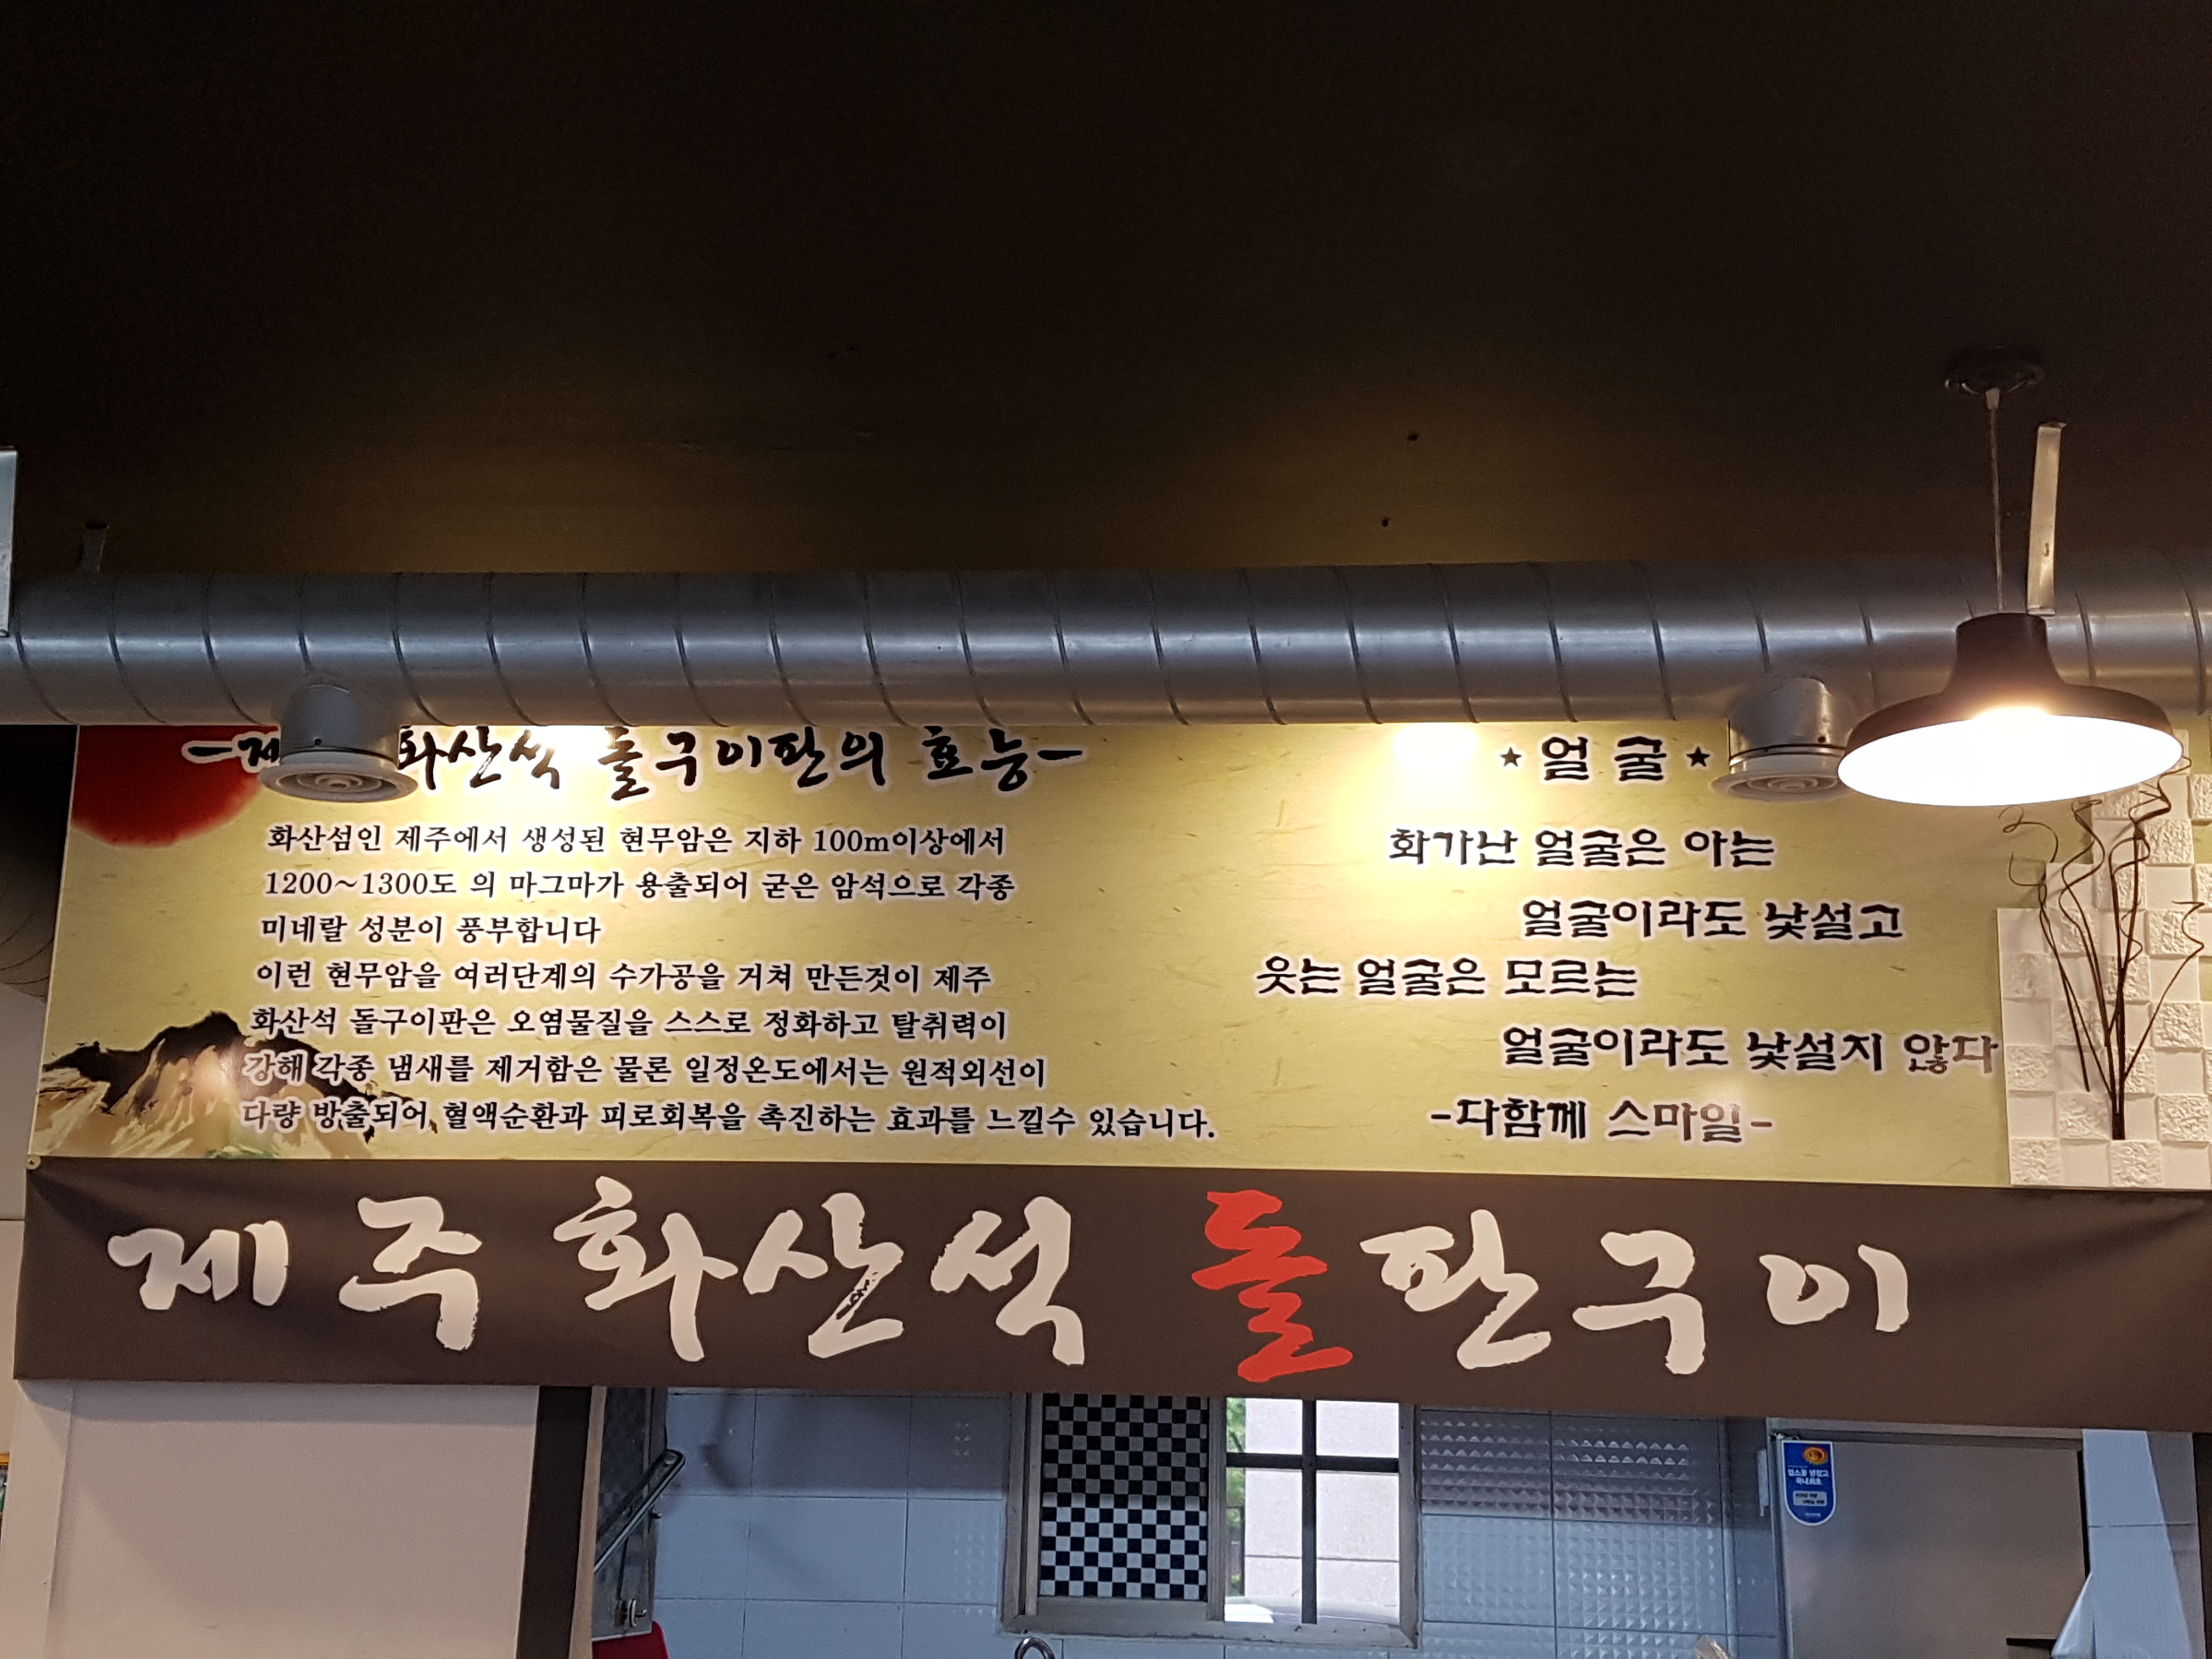 -제 화산석 돌구이판의 효능-
화산섬인 제주에서 생성된 현무암은 지하 100m이상에서
1200~1300도 의 마그마가 용출되어 굳은 암석으로 각종
미네랄 성분이 풍부합니다
이런 현무암을 여러단계의 수가공을 거쳐 만든것이 제주
화산석 돌구이판은 오염물질을 스스로 정화하고 탈취력이
강해 각종 냄새를 제거함은 물론 일정온도에서는 원적외선이
다량 방출되어 혈액순환과 피로회복을 촉진하는 효과를 느낄수 있습니다.
★얼굴★
화가난 얼굴은 아는
얼굴이라도 낯설고
웃는 얼굴은 모르는
얼굴이라도 낯설지 않다
-다함께 스마일-
제주 화산석 돌판구이